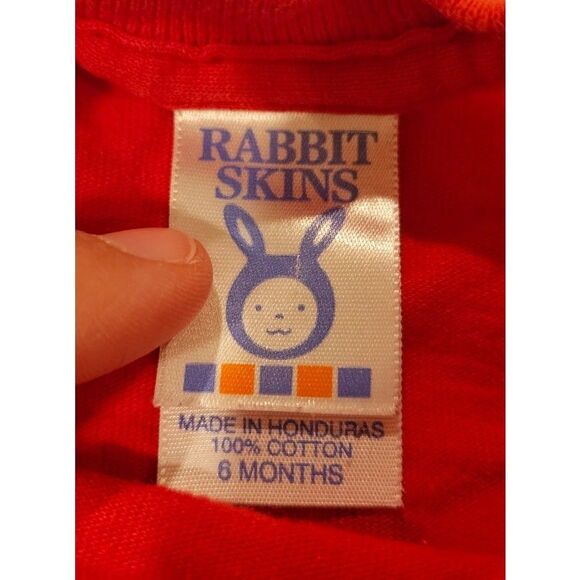 RABBIT
SKINS
MADE IN HONDURAS
100% COTTON
6 MONTHS